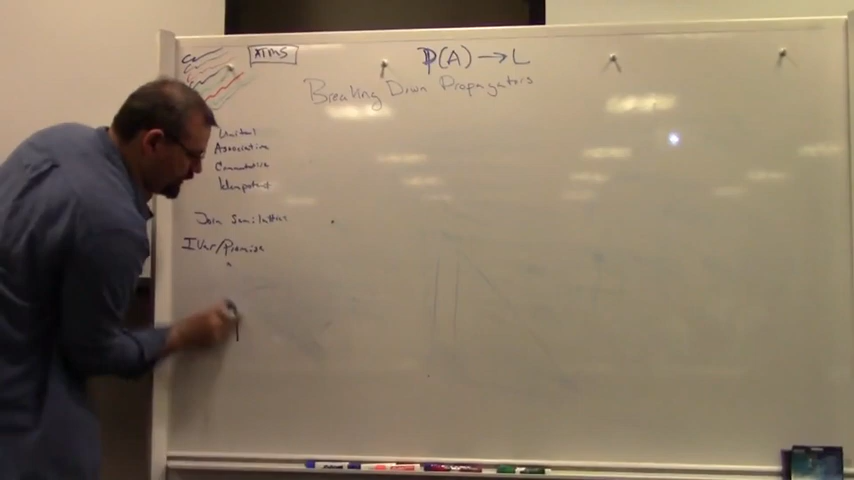 ATMS
P(A) → L
Breaking Down Propagators
Unital
Associative
Commutative
Idempotent
Join Semilattice
IVar/Promise